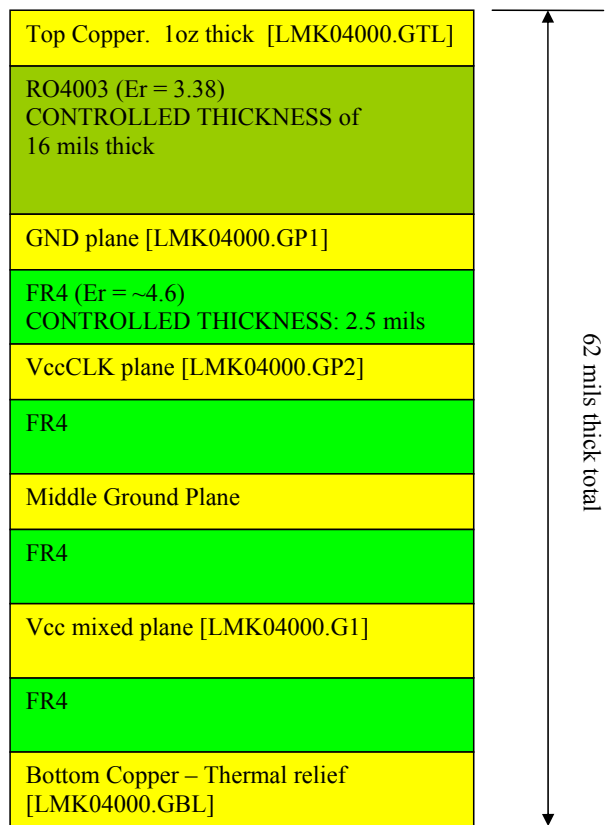 Top Copper.  1oz thick  [LMK04000.GTL]
RO4003 (Er = 3.38)
CONTROLLED THICKNESS of
16 mils thick
GND plane [LMK04000.GP1]
FR4 (Er = ~4.6)
CONTROLLED THICKNESS: 2.5 mils
VccCLK plane [LMK04000.GP2]
FR4
Middle Ground Plane
FR4
Vcc mixed plane [LMK04000.G1]
FR4
Bottom Copper – Thermal relief
[LMK04000.GBL]
62 mils thick total